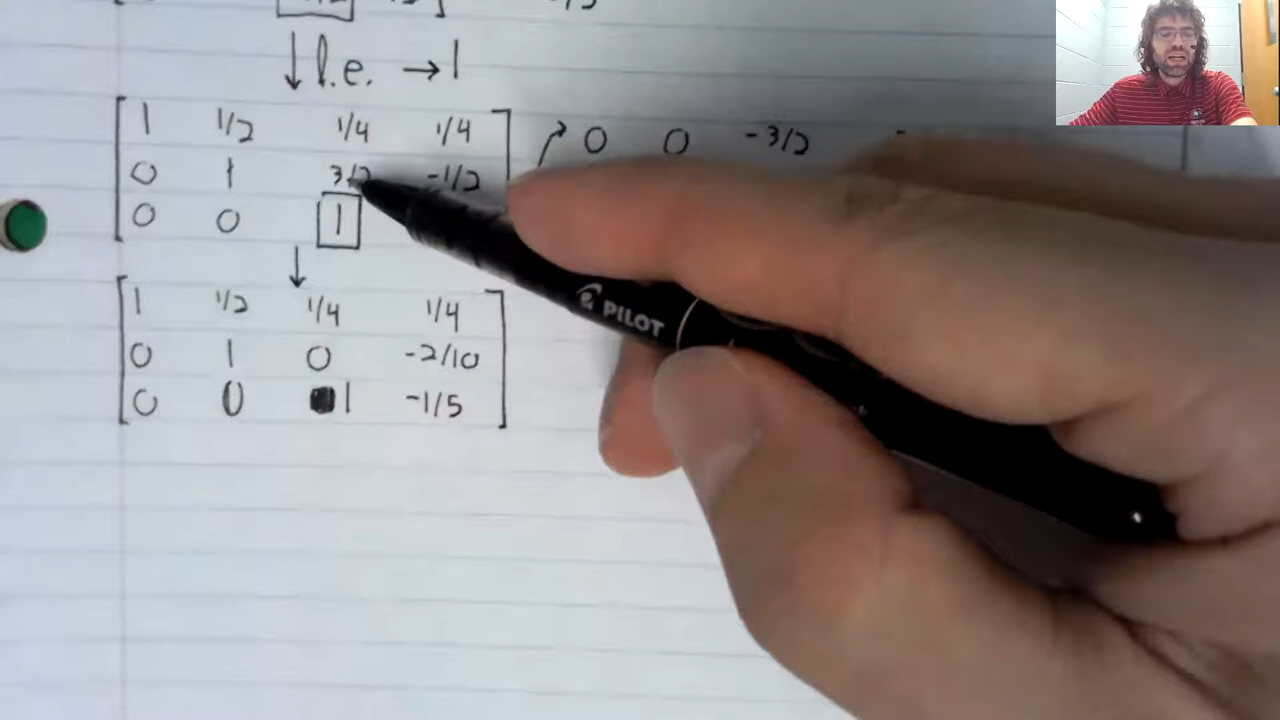 ↓ l.e. → 1
1 1/2 1/4 1/4
0 0 -3/2
0 1 3/2 -1/2
0 0 1
↓
1 1/2 1/4 1/4
0 1 0 -2/10
0 0 1 -1/5
PILOT